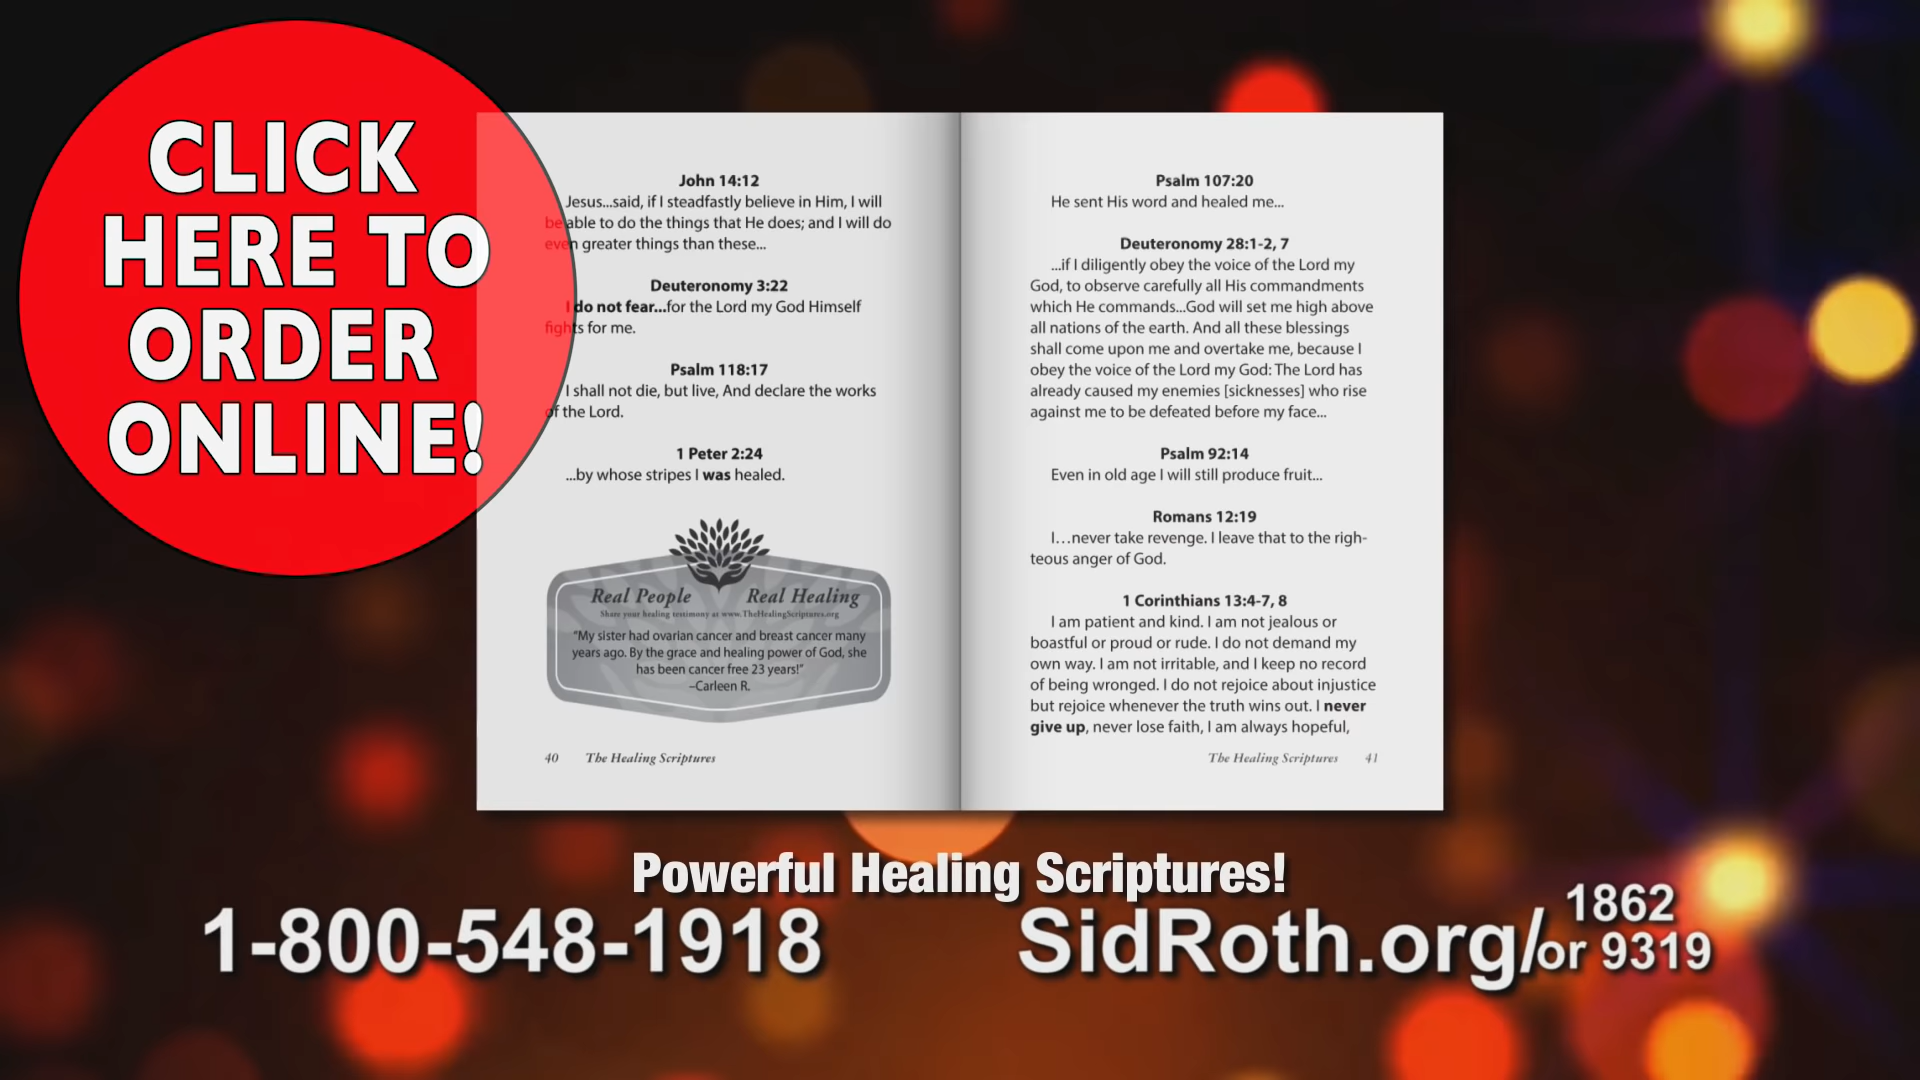 CLICK
HERE TO
ORDER
ONLINE!
John 14:12
Jesus...said, if I steadfastly believe in Him, I will
be able to do the things that He does; and I will do
even greater things than these...
Deuteronomy 3:22
I do not fear...for the Lord my God Himself
fights for me.
Psalm 118:17
I shall not die, but live, And declare the works
of the Lord.
1 Peter 2:24
...by whose stripes I was healed.
Real People Real Healing
Share your healing testimony at www.TheHealingScriptures.org
"My sister had ovarian cancer and breast cancer many
years ago. By the grace and healing power of God, she
has been cancer free 23 years!"
–Carleen R.
40 The Healing Scriptures
Psalm 107:20
He sent His word and healed me...
Deuteronomy 28:1-2, 7
...if I diligently obey the voice of the Lord my
God, to observe carefully all His commandments
which He commands...God will set me high above
all nations of the earth. And all these blessings
shall come upon me and overtake me, because I
obey the voice of the Lord my God: The Lord has
already caused my enemies [sicknesses] who rise
against me to be defeated before my face...
Psalm 92:14
Even in old age I will still produce fruit...
Romans 12:19
I…never take revenge. I leave that to the righ-
teous anger of God.
1 Corinthians 13:4-7, 8
I am patient and kind. I am not jealous or
boastful or proud or rude. I do not demand my
own way. I am not irritable, and I keep no record
of being wronged. I do not rejoice about injustice
but rejoice whenever the truth wins out. I never
give up, never lose faith, I am always hopeful,
The Healing Scriptures 41
Powerful Healing Scriptures!
1-800-548-1918
SidRoth.org/1862
or 9319